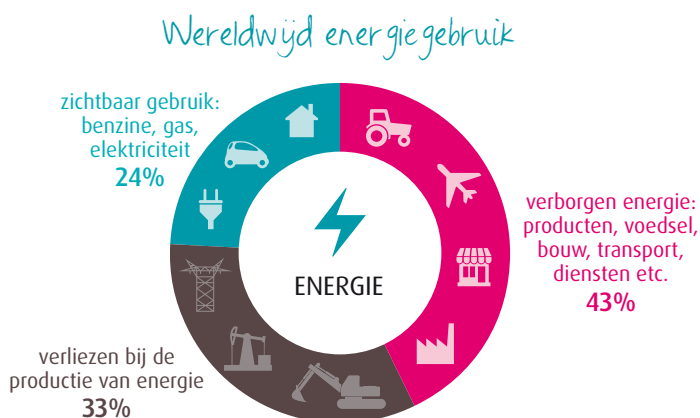 Wereldwijd energiegebruik
zichtbaar gebruik:
benzine, gas,
elektriciteit
24%
verborgen energie:
producten, voedsel,
bouw, transport,
diensten etc.
43%
ENERGIE
verliezen bij de
productie van energie
33%